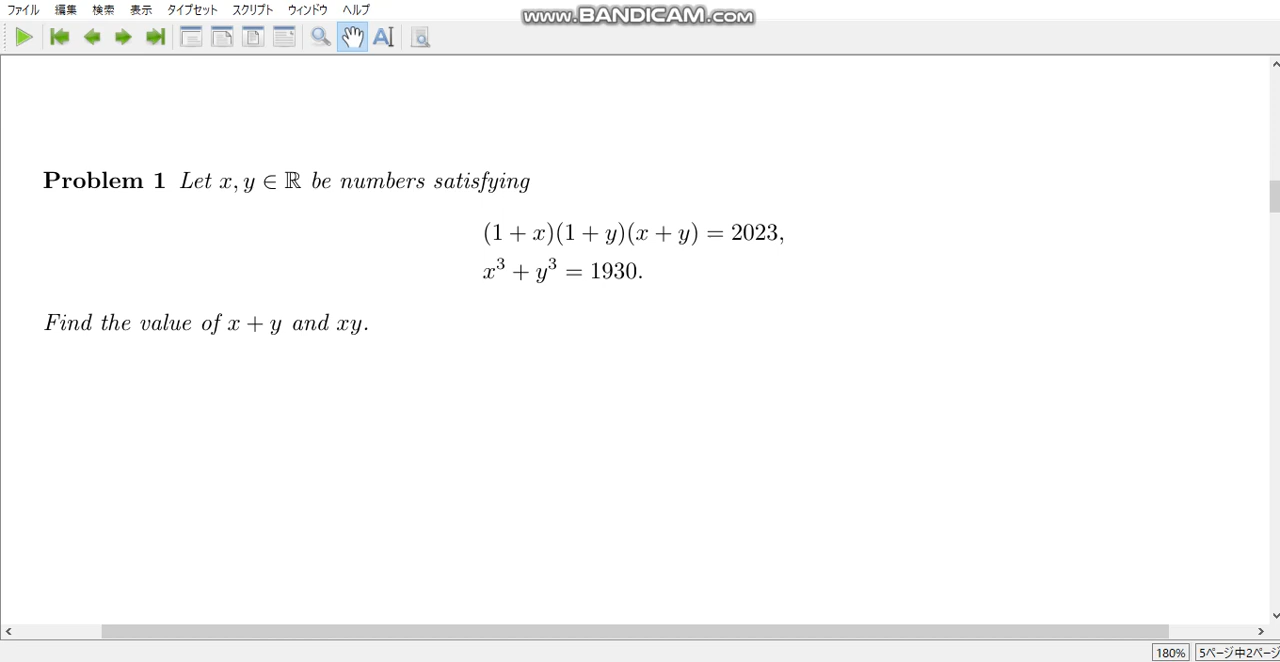 ファイル 編集 検索 表示 タイプセット スクリプト ウィンドウ ヘルプ
www.BANDICAM.com
Problem 1 Let x, y ∈ ℝ be numbers satisfying
(1 + x)(1 + y)(x + y) = 2023,
x³ + y³ = 1930.
Find the value of x + y and xy.
180% 5ページ中2ページ